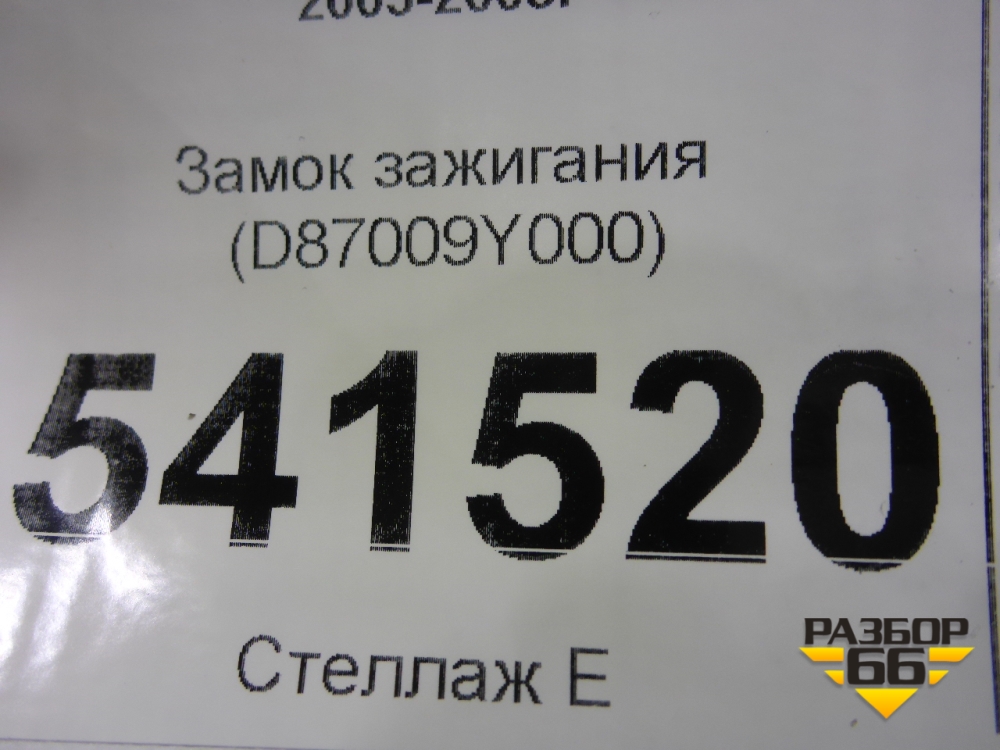 Замок зажигания
(D87009Y000)
541520
Стеллаж Е
РАЗБОР
66